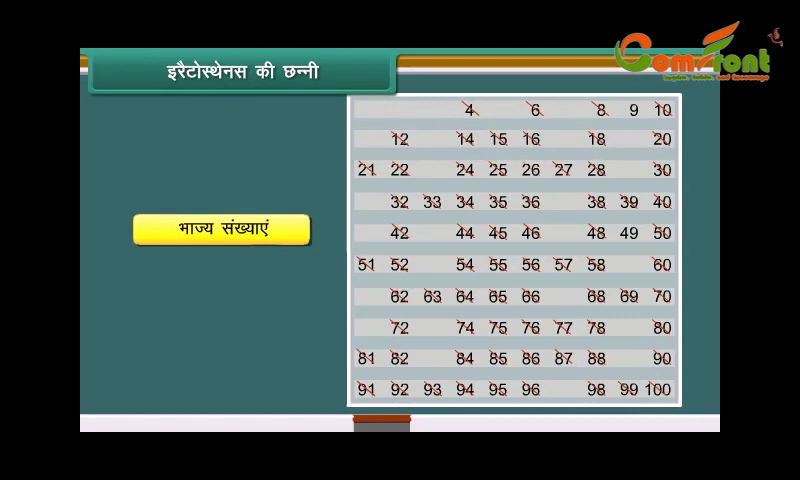 ComFront
इरैटोस्थेनस की छन्नी
भाज्य संख्याएं
4 6 8 9 10
12 14 15 16 18 20
21 22 24 25 26 27 28 30
32 33 34 35 36 38 39 40
42 44 45 46 48 49 50
51 52 54 55 56 57 58 60
62 63 64 65 66 68 69 70
72 74 75 76 77 78 80
81 82 84 85 86 87 88 90
91 92 93 94 95 96 98 99 100